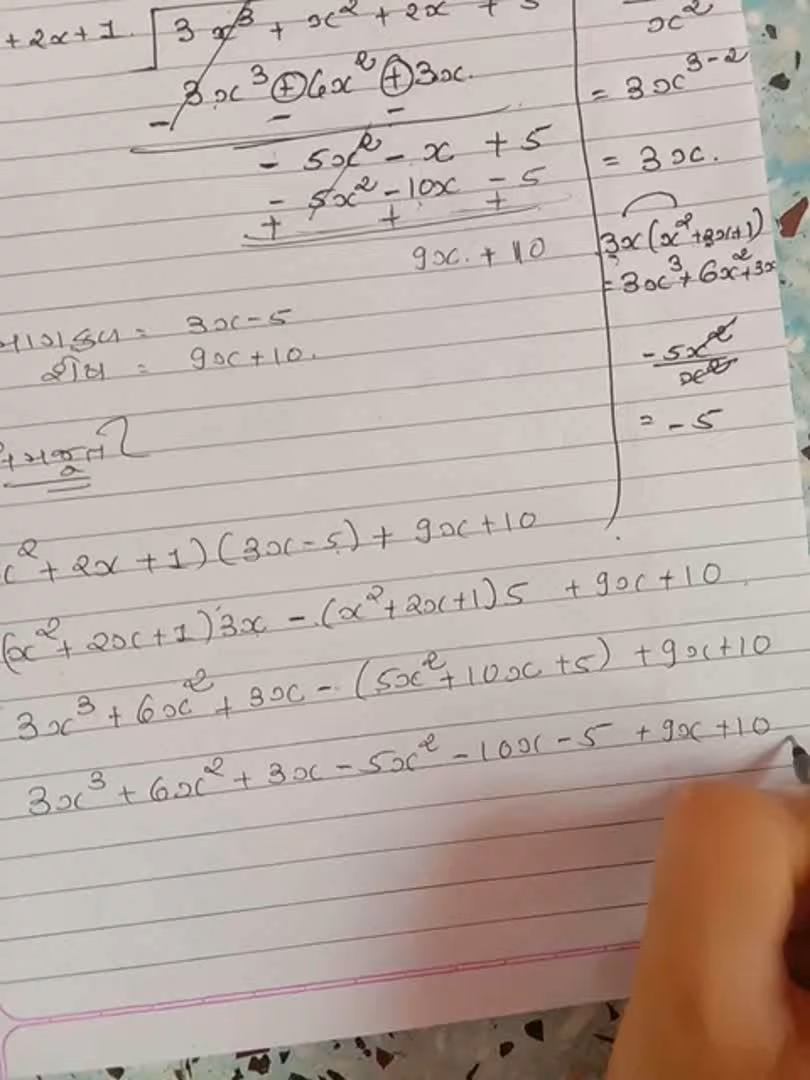 + 2x + 1 3x³ + x² + 2x + 5
3x³ + 6x² + 3x
- - -
- 5x² - x + 5
- 5x² - 10x - 5
+ + +
9x + 10
= 3x - 5
શેષ = 9x + 10.
x² + 2x + 1) (3x - 5) + 9x + 10
(x² + 2x + 1) 3x - (x² + 2x + 1) 5 + 9x + 10
3x³ + 6x² + 3x - (5x² + 10x + 5) + 9x + 10
3x³ + 6x² + 3x - 5x² - 10x - 5 + 9x + 10
x²
= 3x³⁻²
= 3x.
3x (x² + 2x + 1)
= 3x³ + 6x² + 3x
-5x²
x²
= -5